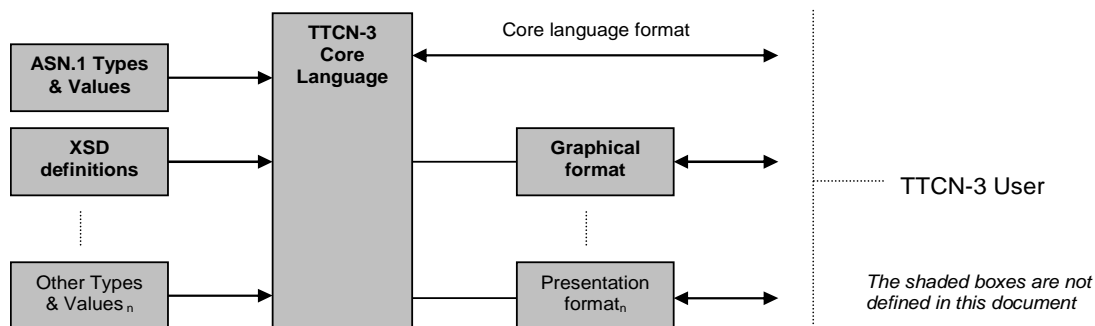 TTCN-3
Core
Language
Core language format
ASN.1 Types
& Values
XSD
definitions
Graphical
format
TTCN-3 User
Other Types
& Values n
Presentation
formatn
The shaded boxes are not
defined in this document